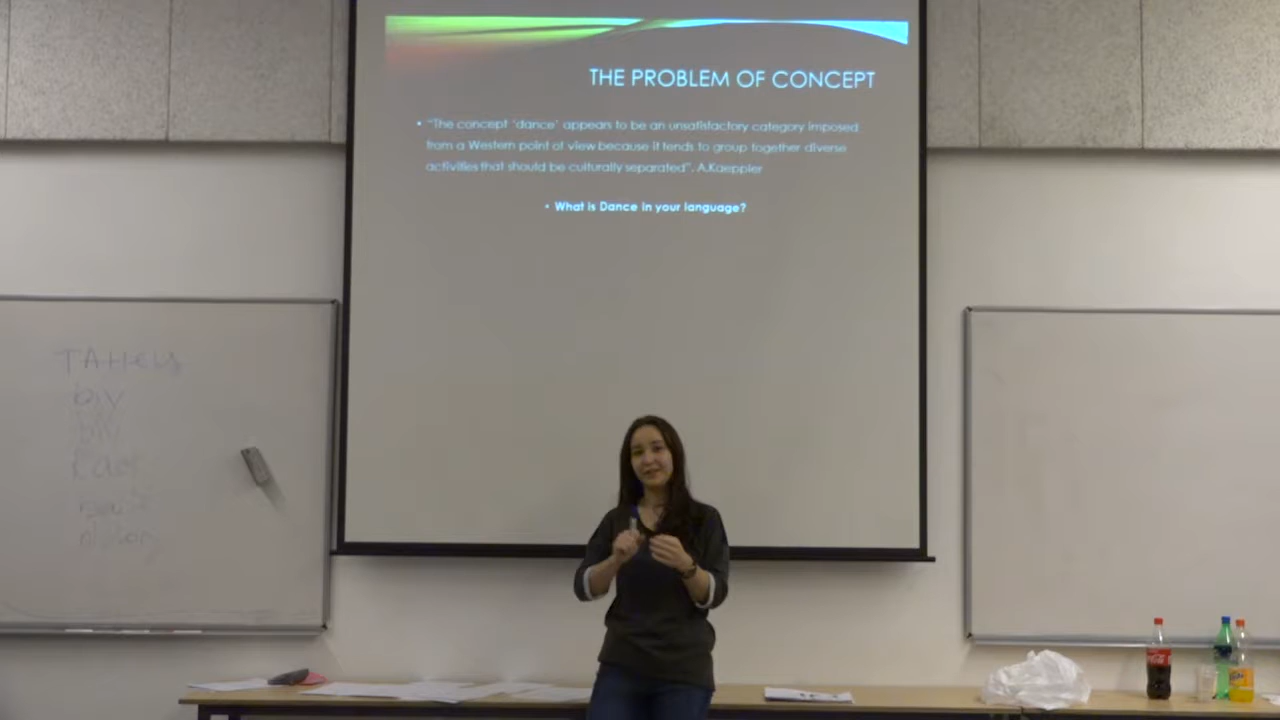 THE PROBLEM OF CONCEPT
• “The concept ‘dance’ appears to be an unsatisfactory category imposed
from a Western point of view because it tends to group together diverse
activities that should be culturally separated”. A.Kaeppler
• What is Dance in your language?
BIV